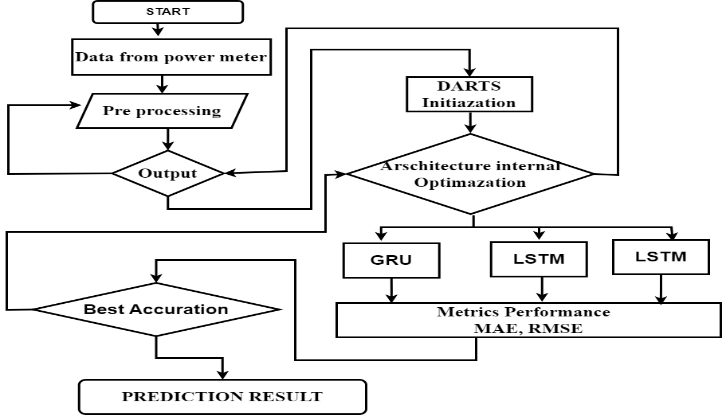 START
Data from power meter
Pre processing
Output
DARTS
Initiazation
Arschitecture internal
Optimazation
GRU
LSTM
LSTM
Metrics Performance
MAE, RMSE
Best Accuration
PREDICTION RESULT